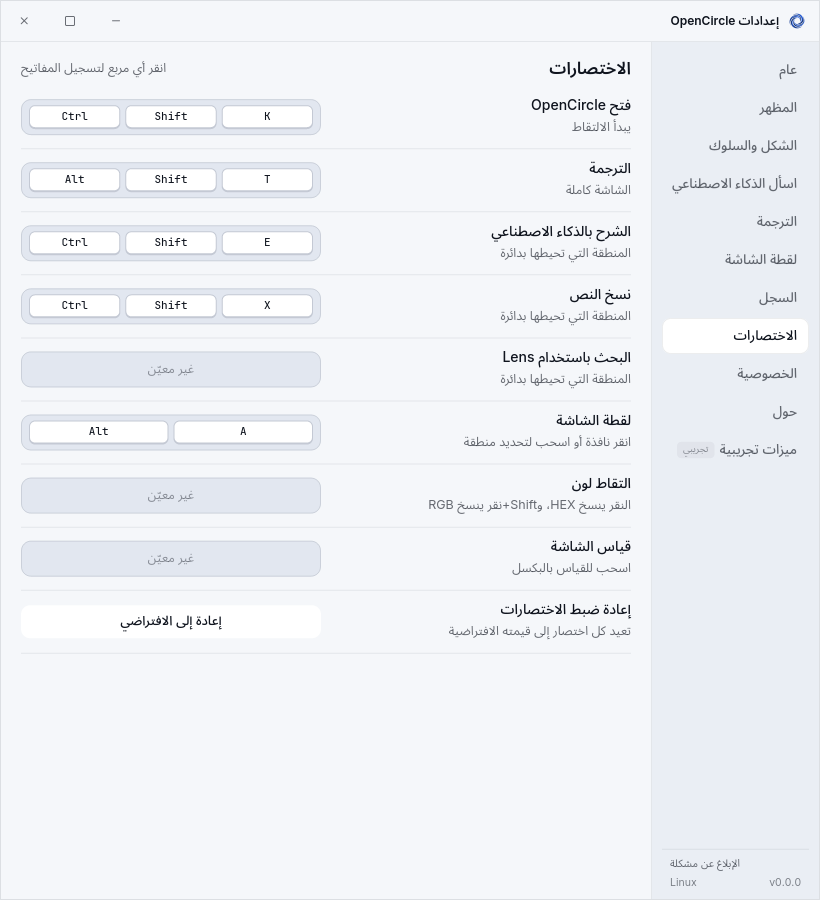 إعدادات OpenCircle
عام
المظهر
الشكل والسلوك
اسأل الذكاء الاصطناعي
الترجمة
لقطة الشاشة
السجل
الاختصارات
الخصوصية
حول
ميزات تجريبية تجريبي
الإبلاغ عن مشكلة
v0.0.0 Linux
الاختصارات
انقر أي مربع لتسجيل المفاتيح
فتح OpenCircle
يبدأ الالتقاط
Ctrl Shift K
الترجمة
الشاشة كاملة
Alt Shift T
الشرح بالذكاء الاصطناعي
المنطقة التي تحيطها بدائرة
Ctrl Shift E
نسخ النص
المنطقة التي تحيطها بدائرة
Ctrl Shift X
البحث باستخدام Lens
المنطقة التي تحيطها بدائرة
غير معيّن
لقطة الشاشة
انقر نافذة أو اسحب لتحديد منطقة
Alt A
التقاط لون
النقر ينسخ HEX، وShift+نقر ينسخ RGB
غير معيّن
قياس الشاشة
اسحب للقياس بالبكسل
غير معيّن
إعادة ضبط الاختصارات
تعيد كل اختصار إلى قيمته الافتراضية
إعادة إلى الافتراضي